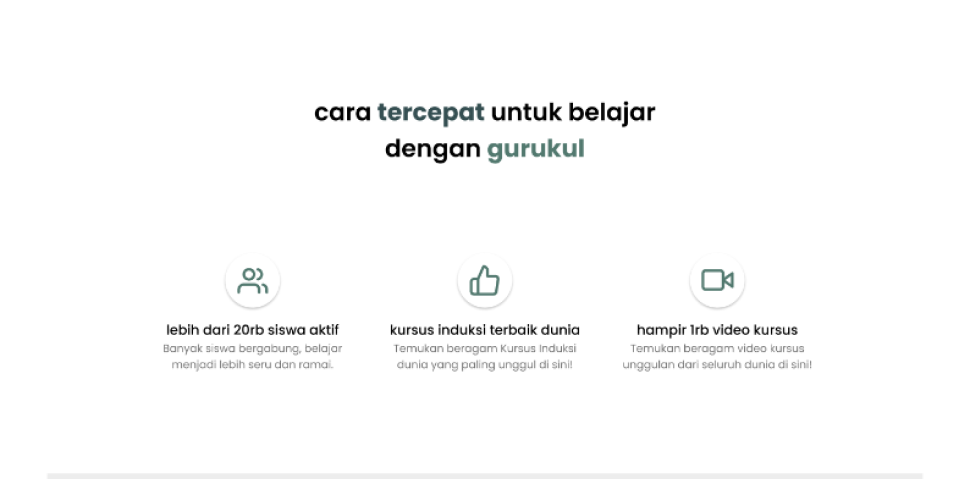 cara tercepat untuk belajar
dengan gurukul
lebih dari 20rb siswa aktif
Banyak siswa bergabung, belajar
menjadi lebih seru dan ramai.
kursus induksi terbaik dunia
Temukan beragam Kursus Induksi
dunia yang paling unggul di sini!
hampir 1rb video kursus
Temukan beragam video kursus
unggulan dari seluruh dunia di sini!